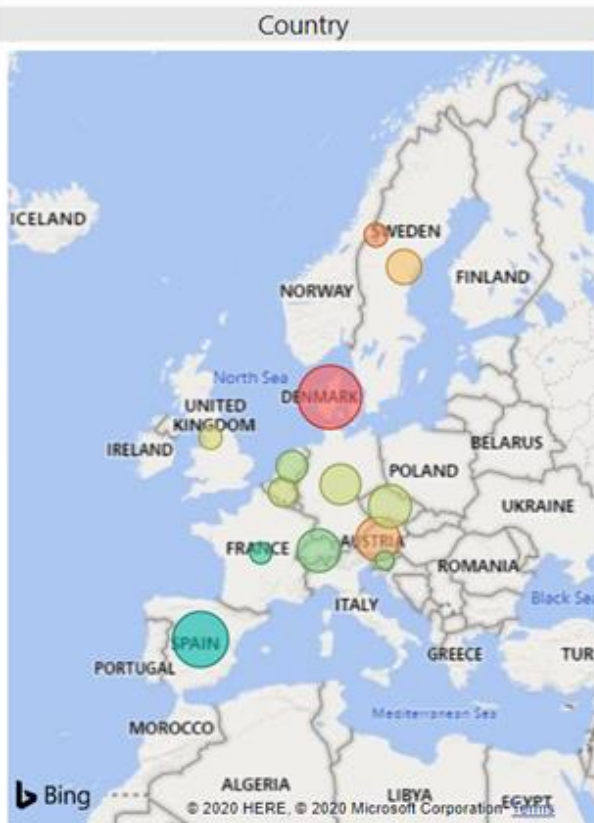 Country
ICELAND
SWEDEN
FINLAND
NORWAY
North Sea
DENMARK
UNITED
KINGDOM
IRELAND
BELARUS
POLAND
UKRAINE
FRANCE
AUSTRIA
ROMANIA
Black Sea
ITALY
SPAIN
PORTUGAL
GREECE
TUR
MOROCCO
Mediterranean Sea
ALGERIA
LIBYA
EGYPT
Bing
© 2020 HERE, © 2020 Microsoft Corporation Terms